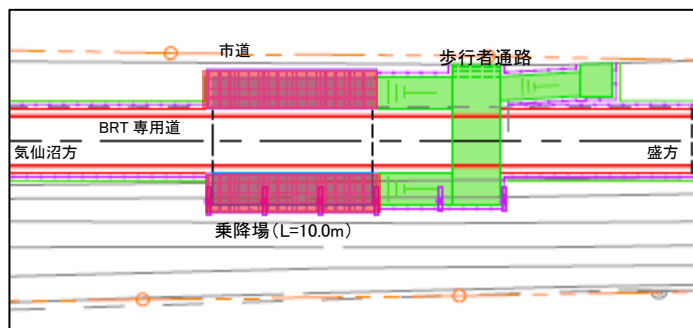 市道
歩行者通路
BRT 専用道
気仙沼方
盛方
乗降場(L=10.0m)